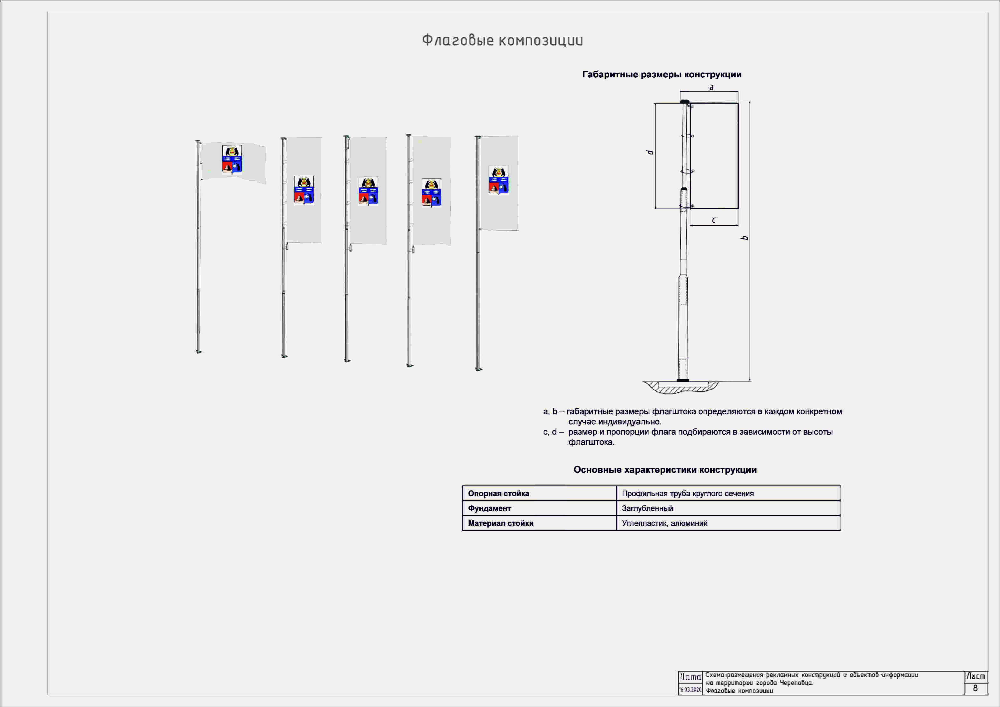 Флаговые композиции
Габаритные размеры конструкции
a
d
c
b
a, b – габаритные размеры флагштока определяются в каждом конкретном
случае индивидуально.
c, d – размер и пропорции флага подбираются в зависимости от высоты
флагштока.
Основные характеристики конструкции
Опорная стойка Профильная труба круглого сечения
Фундамент Заглубленный
Материал стойки Углепластик, алюминий
Дата
16.03.2020
Схема размещения рекламных конструкций и объектов информации
на территории города Череповца.
Флаговые композиции
Лист
8